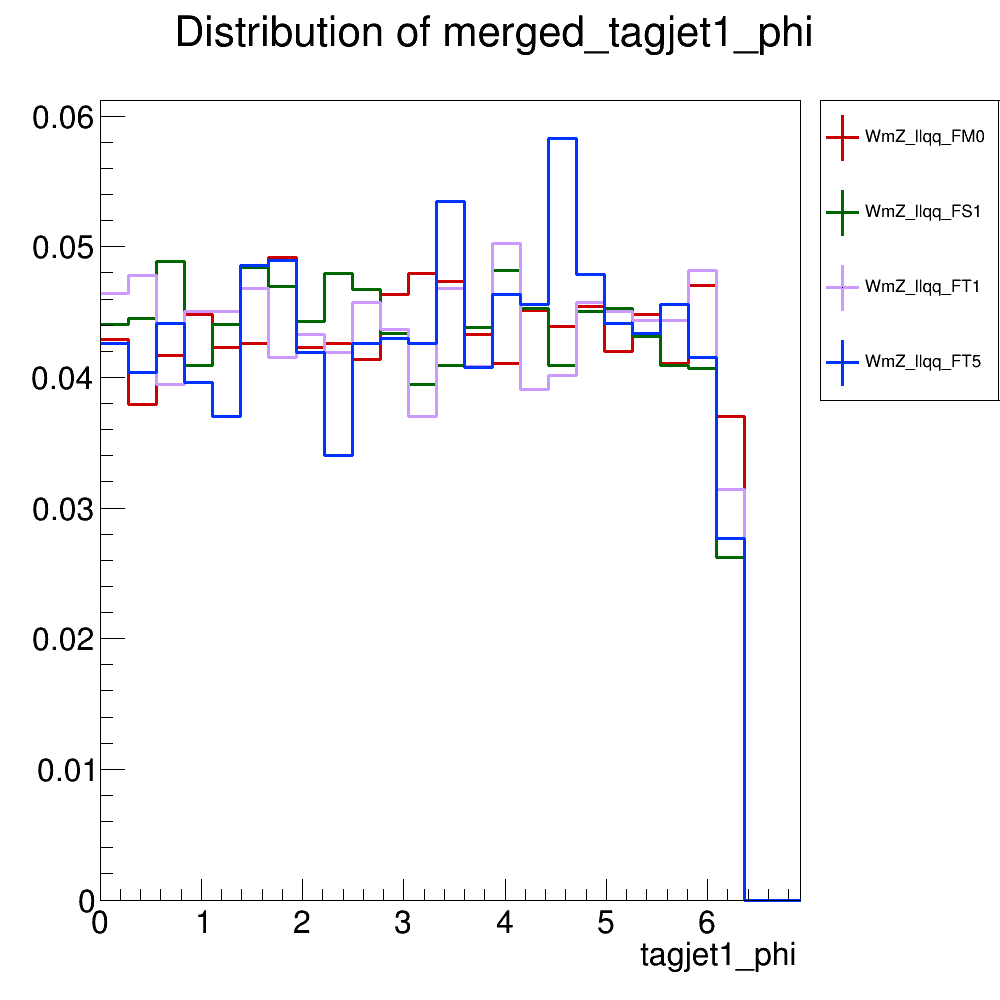 Distribution of merged_tagjet1_phi
0.06
0.05
0.04
0.03
0.02
0.01
0
0 1 2 3 4 5 6
tagjet1_phi
WmZ_llqq_FM0
WmZ_llqq_FS1
WmZ_llqq_FT1
WmZ_llqq_FT5